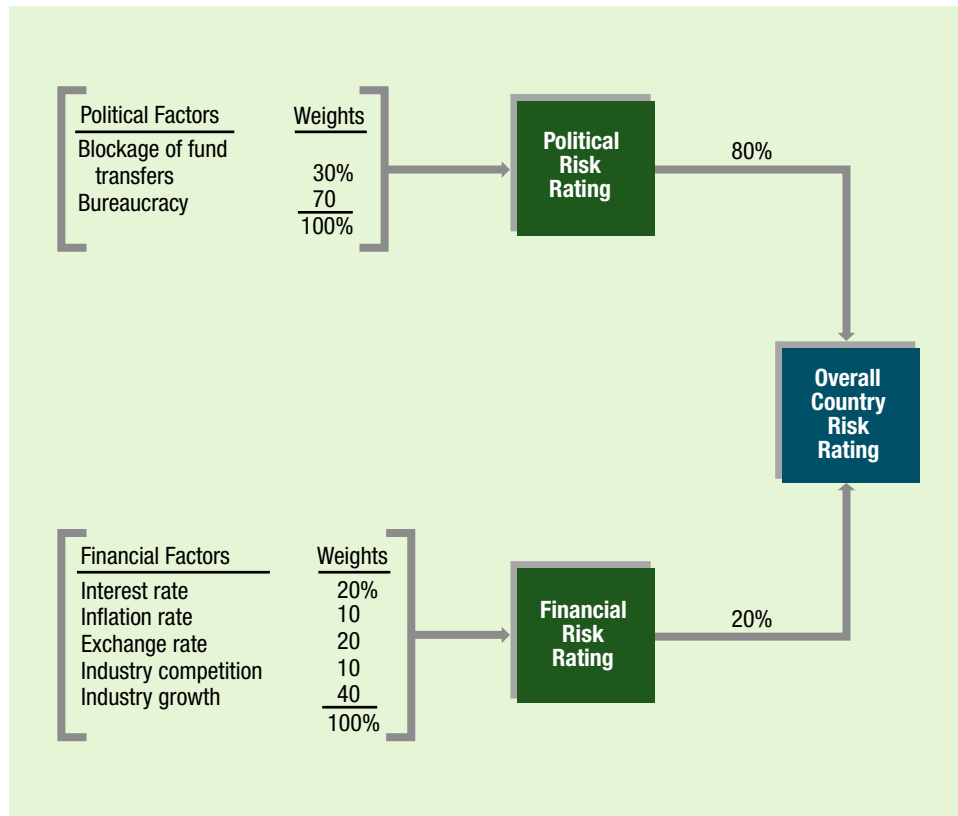 Political Factors Weights
Blockage of fund
transfers 30%
Bureaucracy 70
100%
Political
Risk
Rating
80%
Overall
Country
Risk
Rating
Financial Factors Weights
Interest rate 20%
Inflation rate 10
Exchange rate 20
Industry competition 10
Industry growth 40
100%
Financial
Risk
Rating
20%